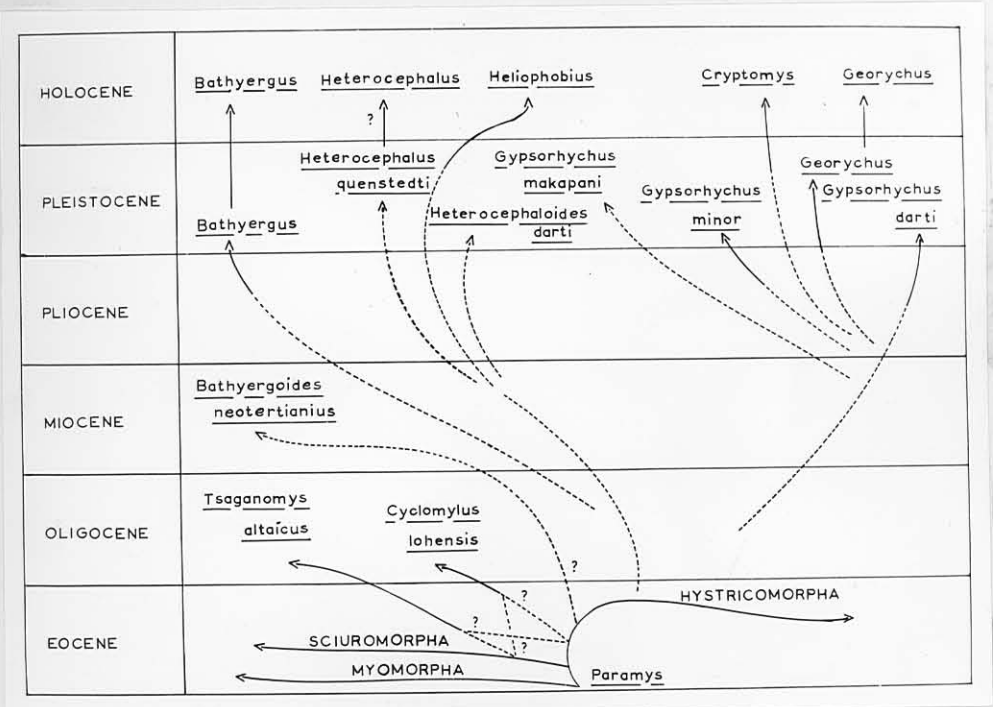 HOLOCENE
Bathyergus
Heterocephalus
Heliophobius
Cryptomys
Georychus
?
PLEISTOCENE
Heterocephalus
quenstedti
Gypsorhychus
makapani
Georychus
Gypsorhychus
minor
Gypsorhychus
darti
Bathyergus
Heterocephaloides
darti
PLIOCENE
MIOCENE
Bathyergoides
neotertianius
OLIGOCENE
Tsaganomys
altaícus
Cyclomylus
lohensis
?
EOCENE
?
HYSTRICOMORPHA
?
SCIUROMORPHA
?
MYOMORPHA
Paramys